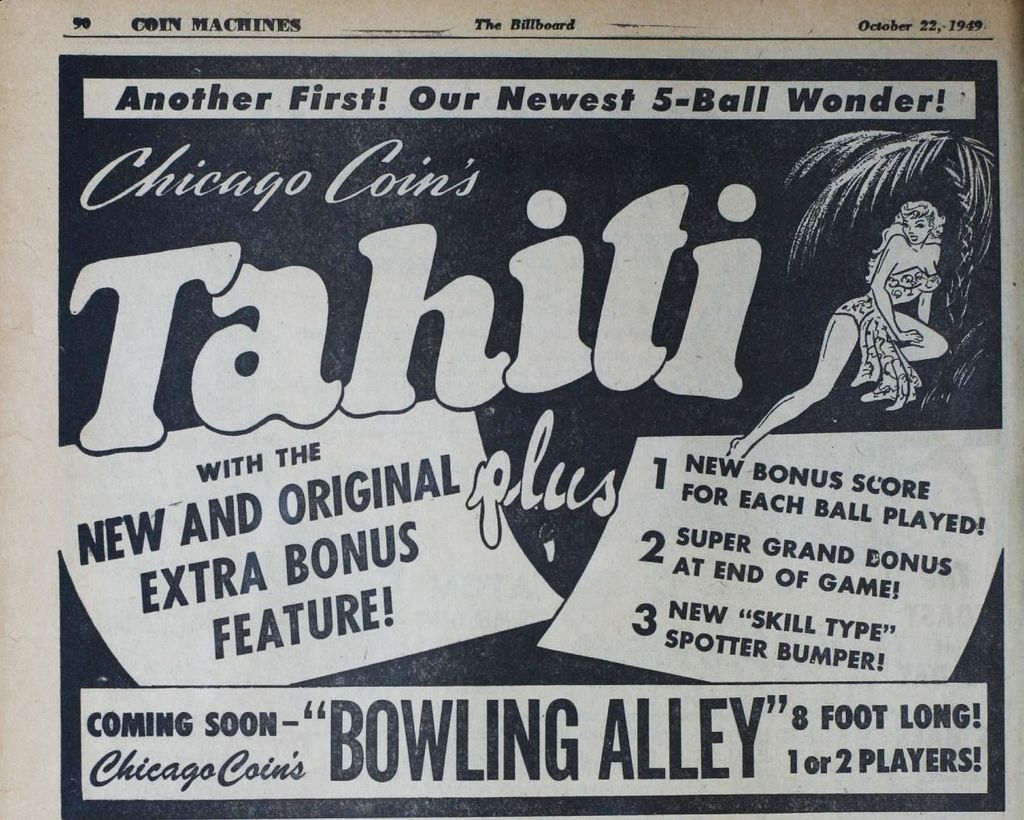 90 COIN MACHINES The Billboard October 22, 1949
Another First! Our Newest 5-Ball Wonder!
Chicago Coin's
Tahiti
WITH THE
NEW AND ORIGINAL
EXTRA BONUS
FEATURE!
plus
1 NEW BONUS SCORE
FOR EACH BALL PLAYED!
2 SUPER GRAND BONUS
AT END OF GAME!
3 NEW "SKILL TYPE"
SPOTTER BUMPER!
COMING SOON-
Chicago Coin's
"BOWLING ALLEY"
8 FOOT LONG!
1 or 2 PLAYERS!